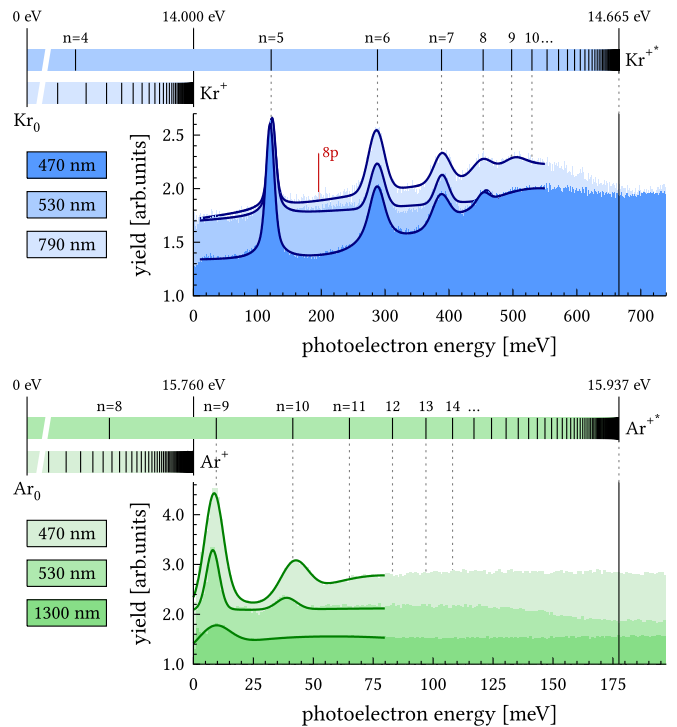 0 eV 14.000 eV 14.665 eV
n=4 n=5 n=6 n=7 8 9 10...
Kr+*
Kr+
Kr0
470 nm
530 nm
790 nm
8p
yield [arb.units]
2.5
2.0
1.5
1.0
0 100 200 300 400 500 600 700
photoelectron energy [meV]
0 eV 15.760 eV 15.937 eV
n=8 n=9 n=10 n=11 12 13 14 ...
Ar+*
Ar+
Ar0
470 nm
530 nm
1300 nm
yield [arb.units]
4.0
3.0
2.0
1.0
0 25 50 75 100 125 150 175
photoelectron energy [meV]